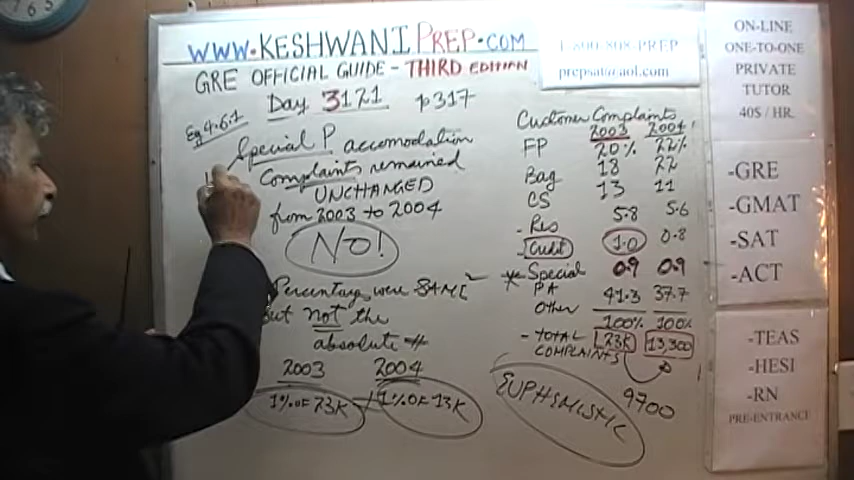 WWW.KESHWANIPREP.COM
GRE OFFICIAL GUIDE - THIRD EDITION
Day 3121 p317
Eg 4.6.1
Special P accomodation
Complaints remained
UNCHANGED
from 2003 to 2004
NO!
Percentages were SAME
but not the
absolute #
2003 2004
1% OF 23K 1% OF 13K
Customer Complaints
2003 2004
FP 20% 22%
Bag 18 22
CS 13 11
- Res 5.8 5.6
- Credit 1.0 0.8
Special 0.9 0.9
PA
Other 41.3 37.7
100% 100%
- TOTAL 23K 13,300
COMPLAINTS
9700
EUPHEMISTIC
1-800-808-PREP
prepsat@aol.com
ON-LINE
ONE-TO-ONE
PRIVATE
TUTOR
40$ / HR.
-GRE
-GMAT
-SAT
-ACT
-TEAS
-HESI
-RN
PRE-ENTRANCE